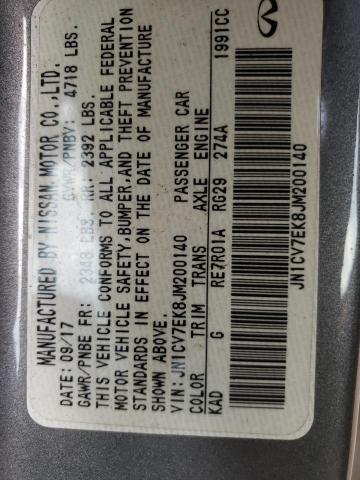 MANUFACTURED BY NISSAN MOTOR CO.,LTD.
DATE: 09/17 GVWR/PNBV: 4718 LBS.
GAWR/PNBE FR: 2348 LBS. RR: 2392 LBS.
THIS VEHICLE CONFORMS TO ALL APPLICABLE FEDERAL
MOTOR VEHICLE SAFETY,BUMPER,AND THEFT PREVENTION
STANDARDS IN EFFECT ON THE DATE OF MANUFACTURE
SHOWN ABOVE.
VIN: JN1CV7EK8JM200140 PASSENGER CAR
COLOR TRIM TRANS AXLE ENGINE
KAD G RE7R01A RG29 274A 1991CC
JN1CV7EK8JM200140